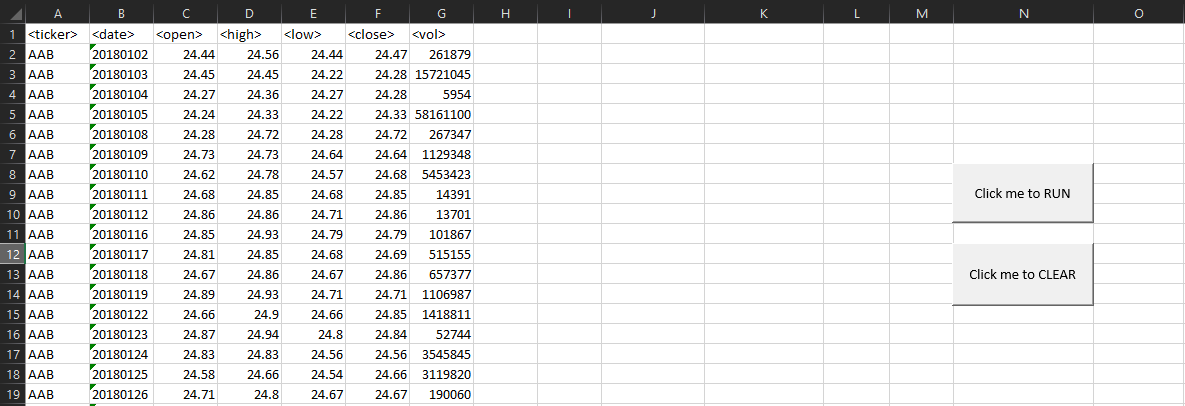 A B C D E F G H I J K L M N O
1 <ticker> <date> <open> <high> <low> <close> <vol>
2 AAB 20180102 24.44 24.56 24.44 24.47 261879
3 AAB 20180103 24.45 24.45 24.22 24.28 15721045
4 AAB 20180104 24.27 24.36 24.27 24.28 5954
5 AAB 20180105 24.24 24.33 24.22 24.33 58161100
6 AAB 20180108 24.28 24.72 24.28 24.72 267347
7 AAB 20180109 24.73 24.73 24.64 24.64 1129348
8 AAB 20180110 24.62 24.78 24.57 24.68 5453423
9 AAB 20180111 24.68 24.85 24.68 24.85 14391
Click me to RUN
10 AAB 20180112 24.86 24.86 24.71 24.86 13701
11 AAB 20180116 24.85 24.93 24.79 24.79 101867
12 AAB 20180117 24.81 24.85 24.68 24.69 515155
13 AAB 20180118 24.67 24.86 24.67 24.86 657377
Click me to CLEAR
14 AAB 20180119 24.89 24.93 24.71 24.71 1106987
15 AAB 20180122 24.66 24.9 24.66 24.85 1418811
16 AAB 20180123 24.87 24.94 24.8 24.84 52744
17 AAB 20180124 24.83 24.83 24.56 24.56 3545845
18 AAB 20180125 24.58 24.66 24.54 24.66 3119820
19 AAB 20180126 24.71 24.8 24.67 24.67 190060